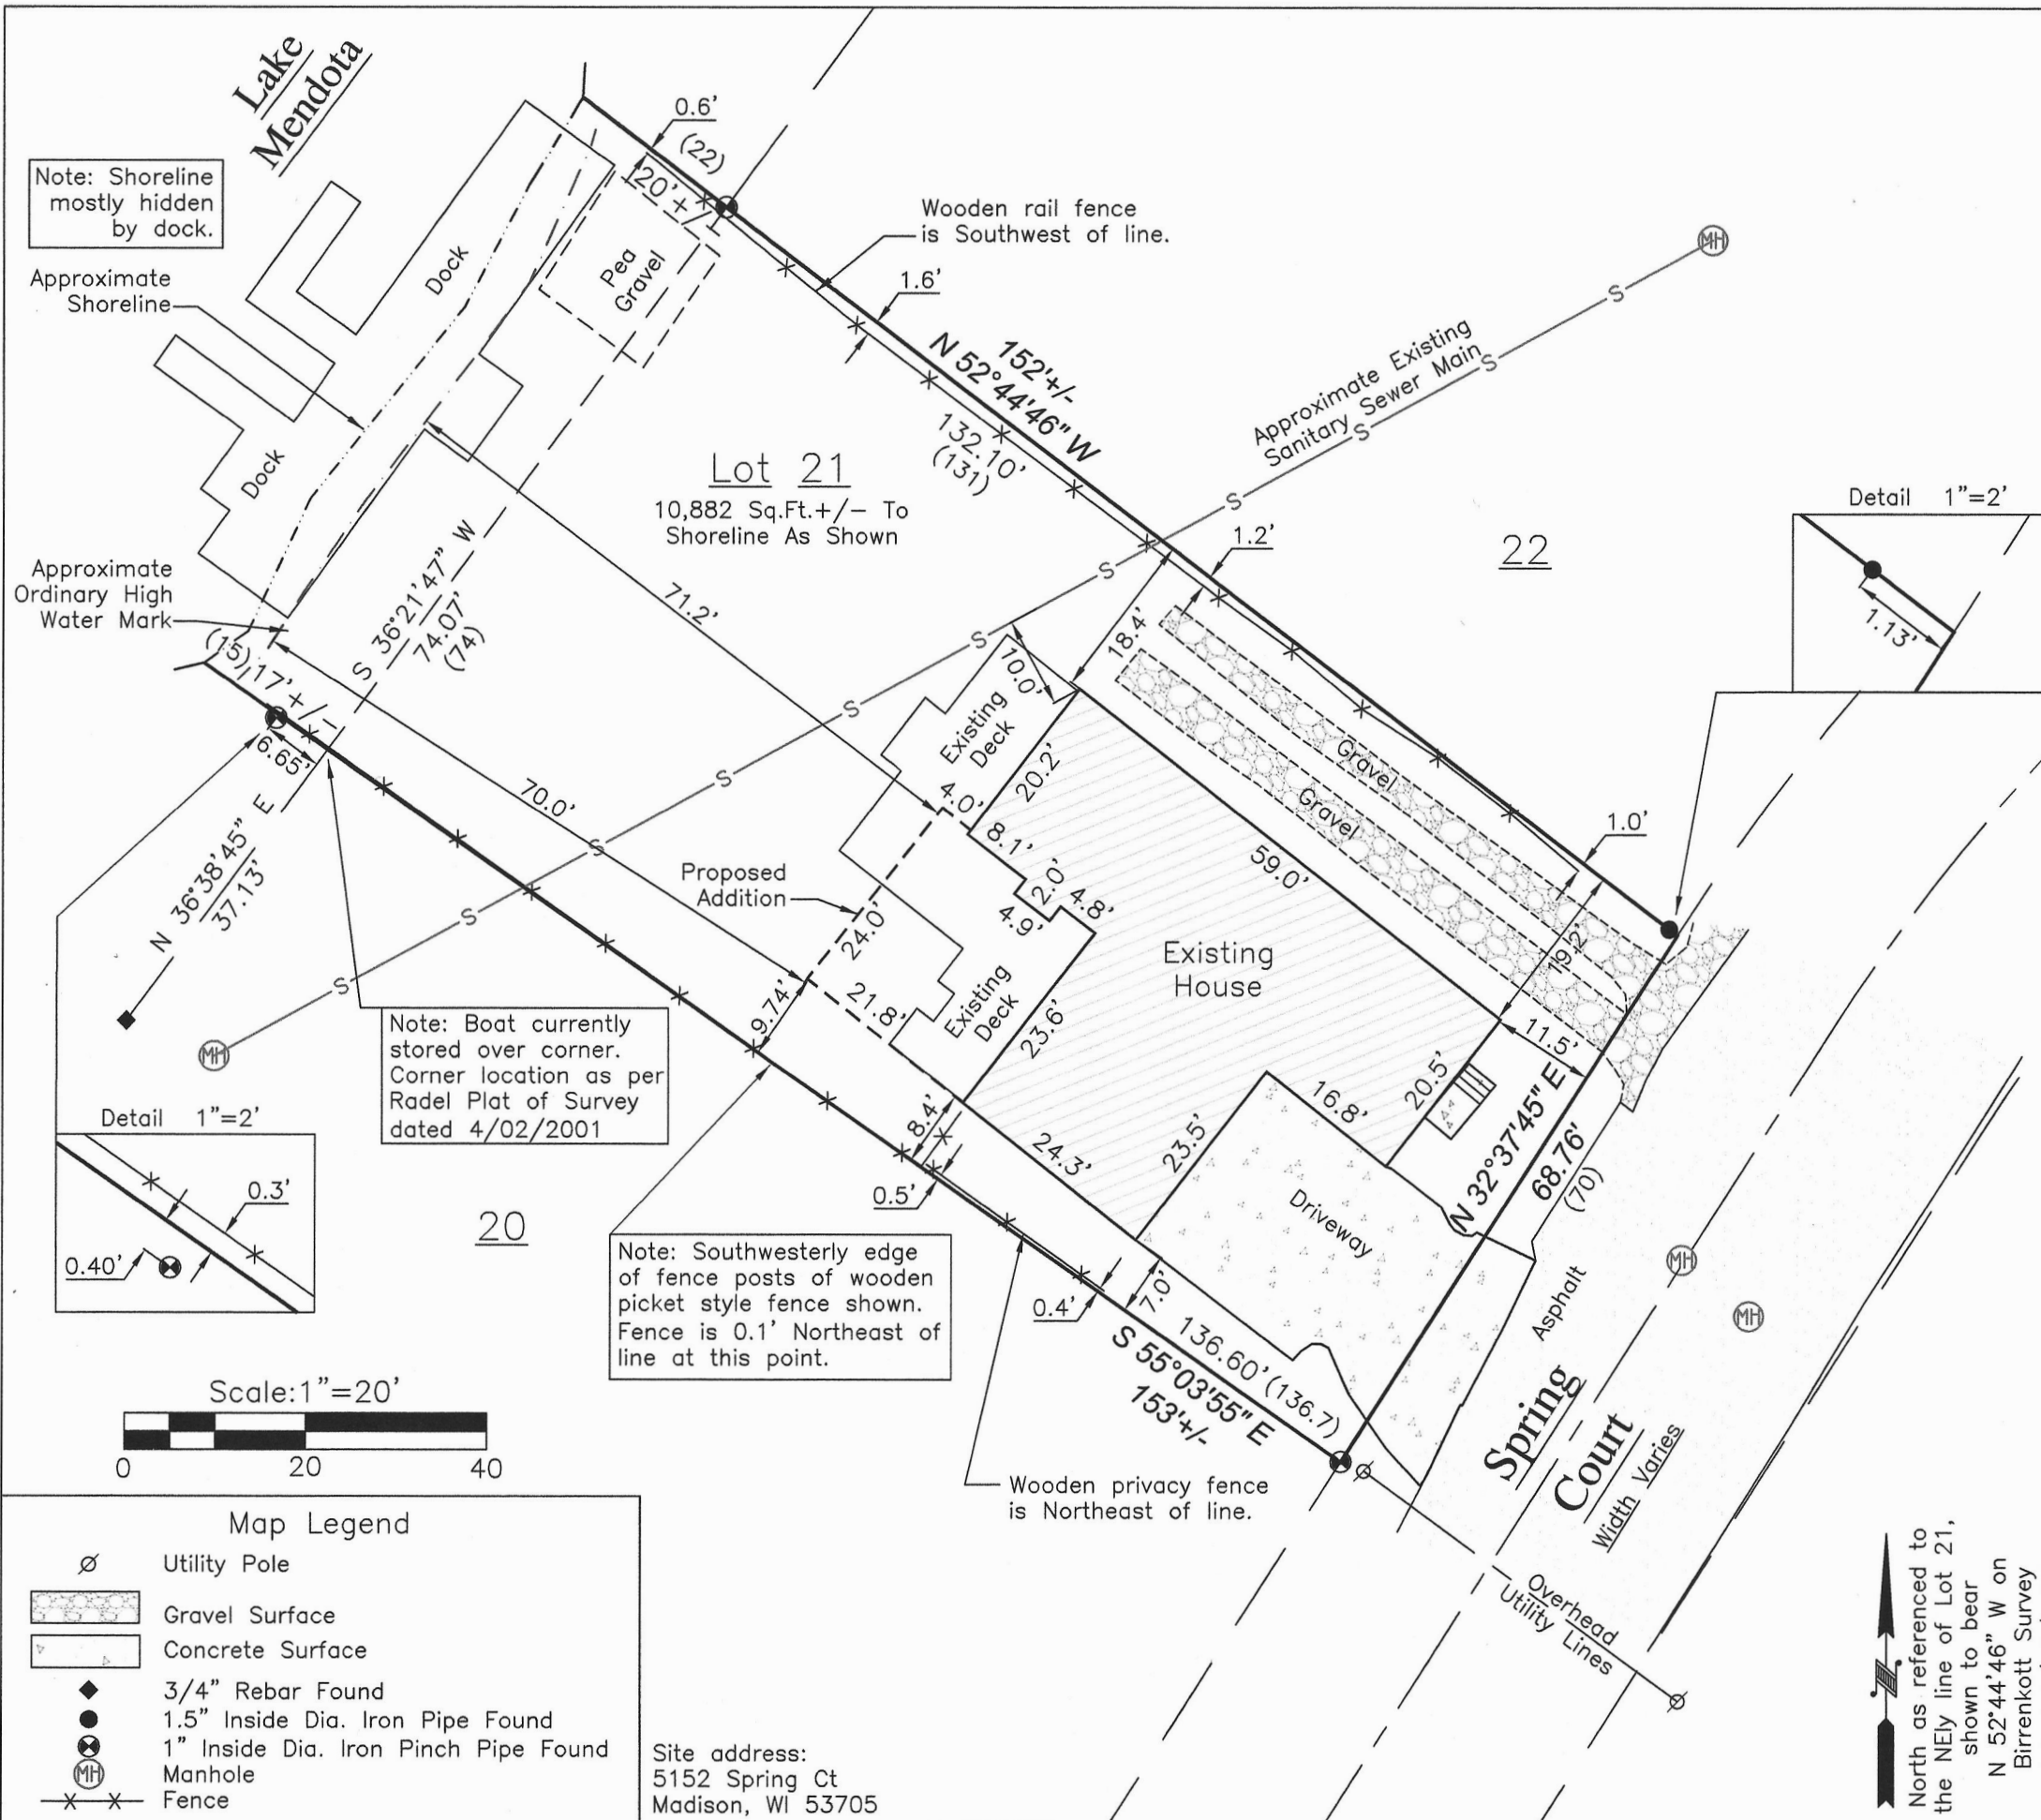 Lake
Mendota
Note: Shoreline
mostly hidden
by dock.
Approximate
Shoreline
Dock
Dock
Pea
Gravel
0.6’
(22)
20’+/-
Wooden rail fence
is Southwest of line.
1.6’
152'+/-
N 52°44'46" W
132.10’
(131)
Approximate Existing
Sanitary Sewer Main
S
S
S
S
S
S
S
S
S
S
S
MH
Lot 21
10,882 Sq.Ft.+/- To
Shoreline As Shown
22
Detail 1"=2’
1.13’
Approximate
Ordinary High
Water Mark
(15)
17’+/-
6.65’
S 36°21’47” W
74.07’
(74)
71.2’
70.0’
1.2’
18.4’
10.0’
Existing
Deck
20.2’
4.0’
8.1’
2.0’
4.8’
4.9’
59.0’
Gravel
Gravel
1.0’
19.2’
N 36°38’45” E
37.13’
Proposed
Addition
24.0’
9.74’
21.8’
Existing
Deck
23.6’
Existing
House
11.5’
20.5’
16.8’
23.5’
24.3’
8.4’
0.5’
N 32°37'45" E
68.76'
(70)
MH
Note: Boat currently
stored over corner.
Corner location as per
Radel Plat of Survey
dated 4/02/2001
Detail 1"=2’
0.3’
0.40’
20
Note: Southwesterly edge
of fence posts of wooden
picket style fence shown.
Fence is 0.1’ Northeast of
line at this point.
0.4’
7.0’
136.60’ (136.7)
S 55°03'55" E
153'+/-
Driveway
Asphalt
MH
MH
Spring
Court
Width Varies
Wooden privacy fence
is Northeast of line.
Overhead
Utility Lines
Scale:1"=20’
0 20 40
Map Legend
Utility Pole
Gravel Surface
Concrete Surface
3/4" Rebar Found
1.5" Inside Dia. Iron Pipe Found
1" Inside Dia. Iron Pinch Pipe Found
MH Manhole
Fence
Site address:
5152 Spring Ct
Madison, WI 53705
North as referenced to
the NEly line of Lot 21,
shown to bear
N 52°44’46” W on
Birrenkott Survey